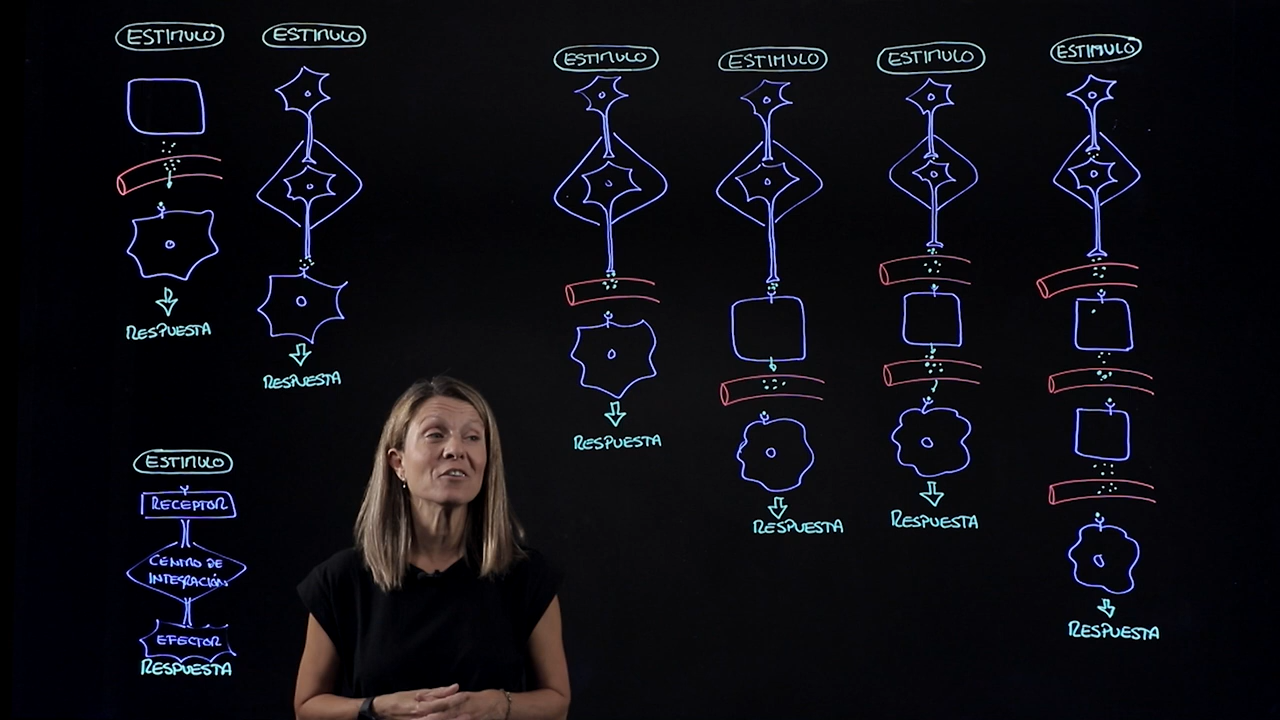 ESTIMULO
RESPUESTA
ESTIMULO
RESPUESTA
ESTIMULO
RECEPTOR
CENTRO DE
INTEGRACIÓN
EFECTOR
RESPUESTA
ESTIMULO
RESPUESTA
ESTIMULO
RESPUESTA
ESTIMULO
RESPUESTA
ESTIMULO
RESPUESTA